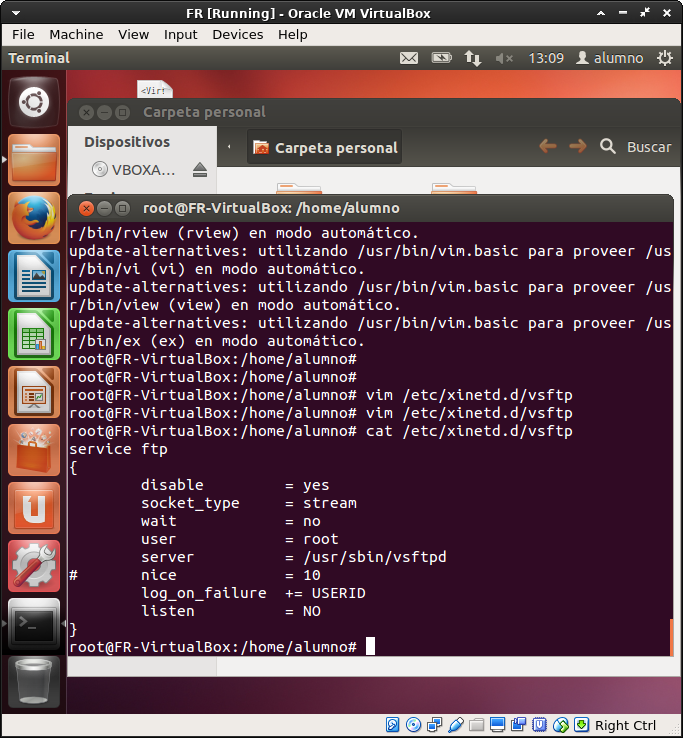 FR [Running] - Oracle VM VirtualBox
File Machine View Input Devices Help
Terminal 13:09 alumno
<Vir
Carpeta personal
Dispositivos
Carpeta personal Buscar
VBOXA...
root@FR-VirtualBox: /home/alumno
r/bin/rview (rview) en modo automático.
update-alternatives: utilizando /usr/bin/vim.basic para proveer /us
r/bin/vi (vi) en modo automático.
update-alternatives: utilizando /usr/bin/vim.basic para proveer /us
r/bin/view (view) en modo automático.
update-alternatives: utilizando /usr/bin/vim.basic para proveer /us
r/bin/ex (ex) en modo automático.
root@FR-VirtualBox:/home/alumno#
root@FR-VirtualBox:/home/alumno#
root@FR-VirtualBox:/home/alumno# vim /etc/xinetd.d/vsftp
root@FR-VirtualBox:/home/alumno# vim /etc/xinetd.d/vsftp
root@FR-VirtualBox:/home/alumno# cat /etc/xinetd.d/vsftp
service ftp
{
        disable         = yes
        socket_type     = stream
        wait            = no
        user            = root
        server          = /usr/sbin/vsftpd
#       nice            = 10
        log_on_failure  += USERID
        listen          = NO
}
root@FR-VirtualBox:/home/alumno#
Right Ctrl